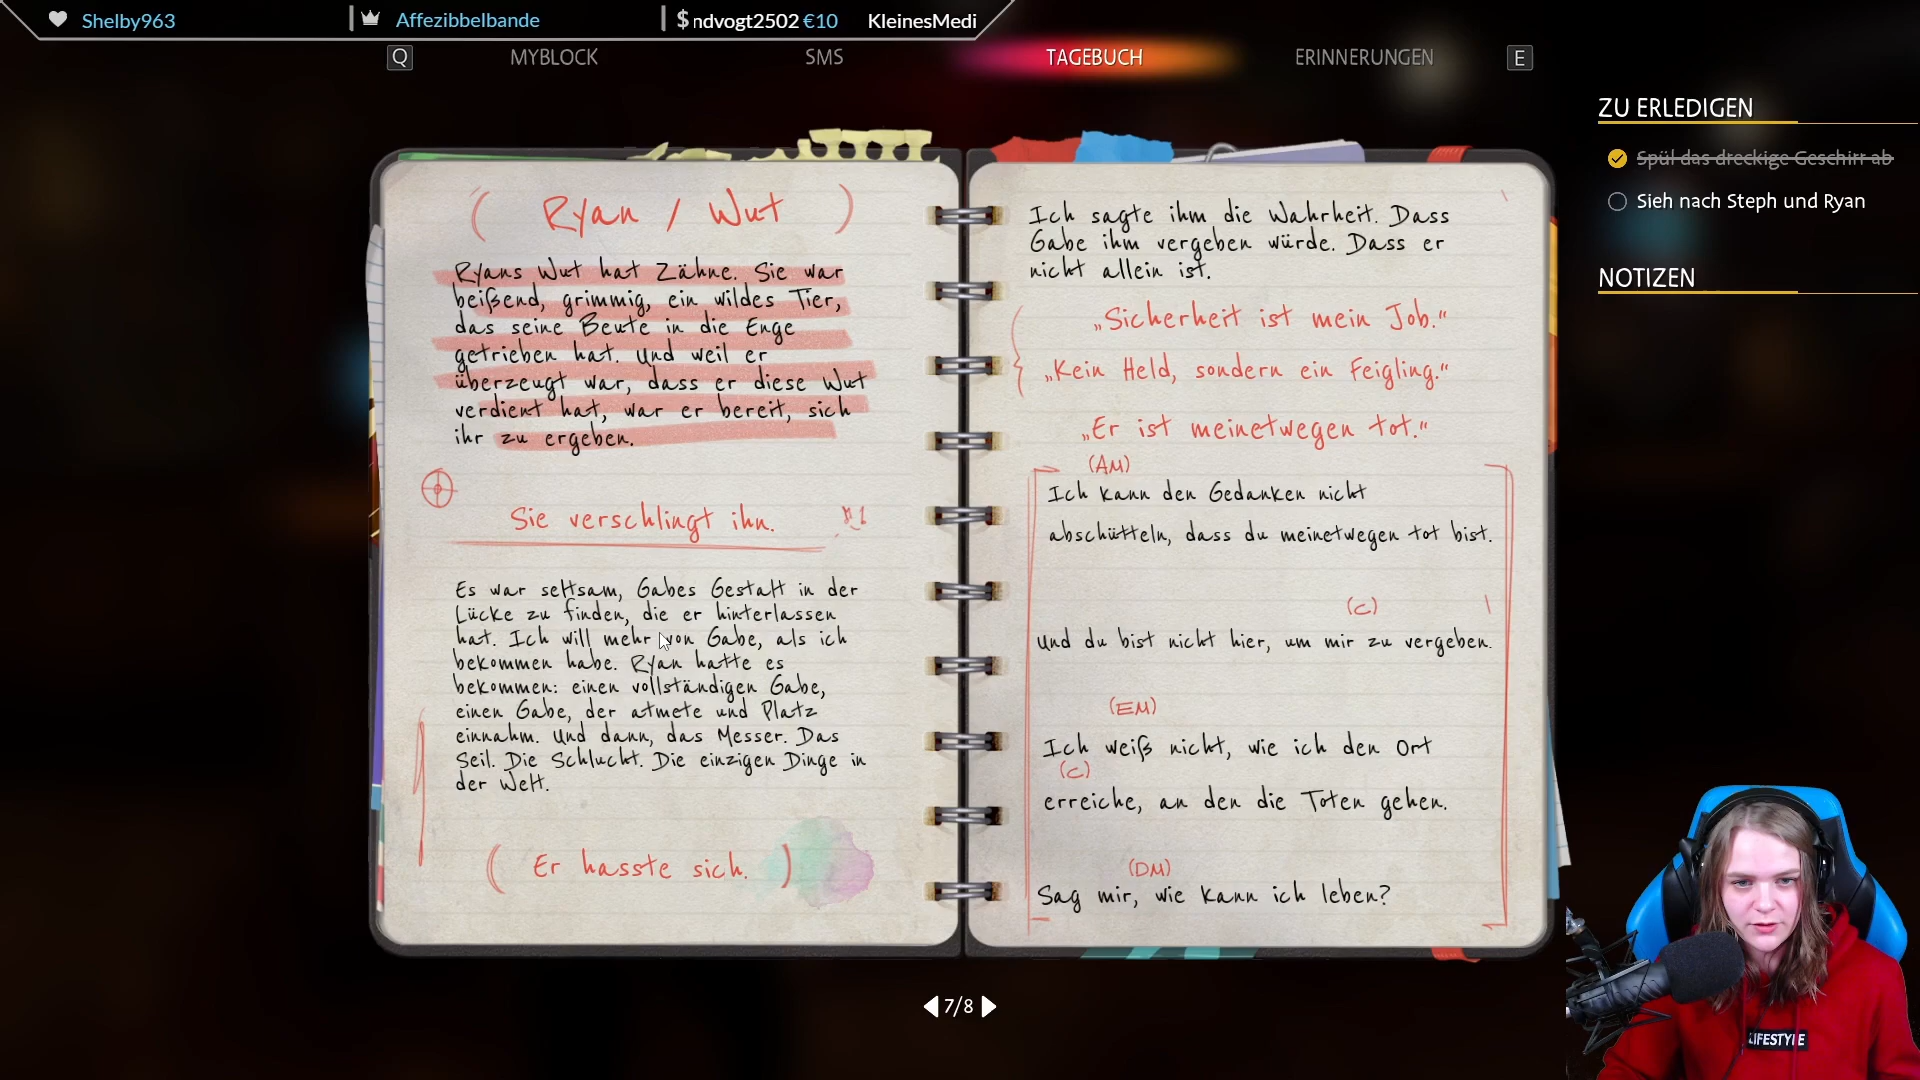 Shelby963
Affezibbelbande
$ ndvogt2502 €10 KleinesMedi
Q MYBLOCK SMS TAGEBUCH ERINNERUNGEN E
ZU ERLEDIGEN
Spül das dreckige Geschirr ab
Sieh nach Steph und Ryan
NOTIZEN
( Ryan / Wut )
Ryans Wut hat Zähne. Sie war
beißend, grimmig, ein wildes Tier,
das seine Beute in die Enge
getrieben hat. Und weil er
überzeugt war, dass er diese Wut
verdient hat, war er bereit, sich
ihr zu ergeben.
Sie verschlingt ihn.
Es war seltsam, Gabes Gestalt in der
Lücke zu finden, die er hinterlassen
hat. Ich will mehr von Gabe, als ich
bekommen habe. Ryan hatte es
bekommen: einen vollständigen Gabe,
einen Gabe, der atmete und Platz
einnahm. Und dann, das Messer. Das
Seil. Die Schlucht. Die einzigen Dinge in
der Welt.
( Er hasste sich. )
Ich sagte ihm die Wahrheit. Dass
Gabe ihm vergeben würde. Dass er
nicht allein ist.
„Sicherheit ist mein Job."
„Kein Held, sondern ein Feigling."
„Er ist meinetwegen tot."
(AM)
Ich kann den Gedanken nicht
abschütteln, dass du meinetwegen tot bist.
(C)
Und du bist nicht hier, um mir zu vergeben.
(EM)
Ich weiß nicht, wie ich den Ort
(C)
erreiche, an den die Toten gehen.
(DM)
Sag mir, wie kann ich leben?
7/8
LIFESTYLE